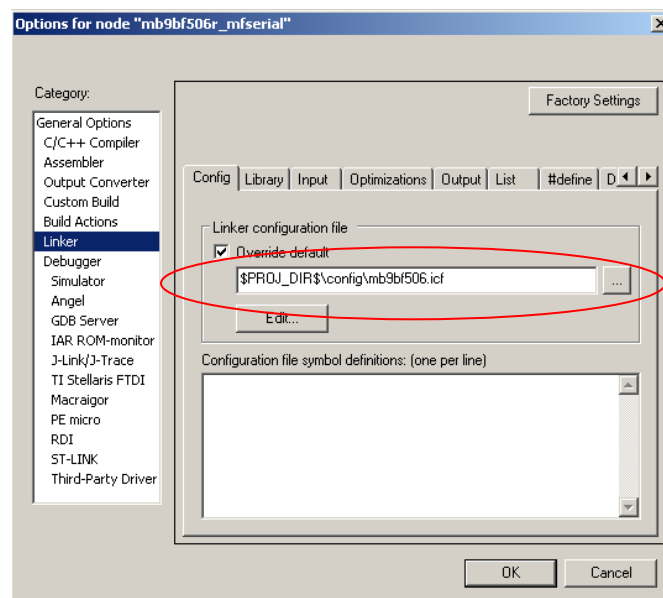 Options for node "mb9bf506r_mfserial"
Category:
General Options
C/C++ Compiler
Assembler
Output Converter
Custom Build
Build Actions
Linker
Debugger
Simulator
Angel
GDB Server
IAR ROM-monitor
J-Link/J-Trace
TI Stellaris FTDI
Macraigor
PE micro
RDI
ST-LINK
Third-Party Driver
Factory Settings
Config Library Input Optimizations Output List #define D
Linker configuration file
Override default
$PROJ_DIR$\config\mb9bf506.icf
...
Edit...
Configuration file symbol definitions: (one per line)
OK Cancel